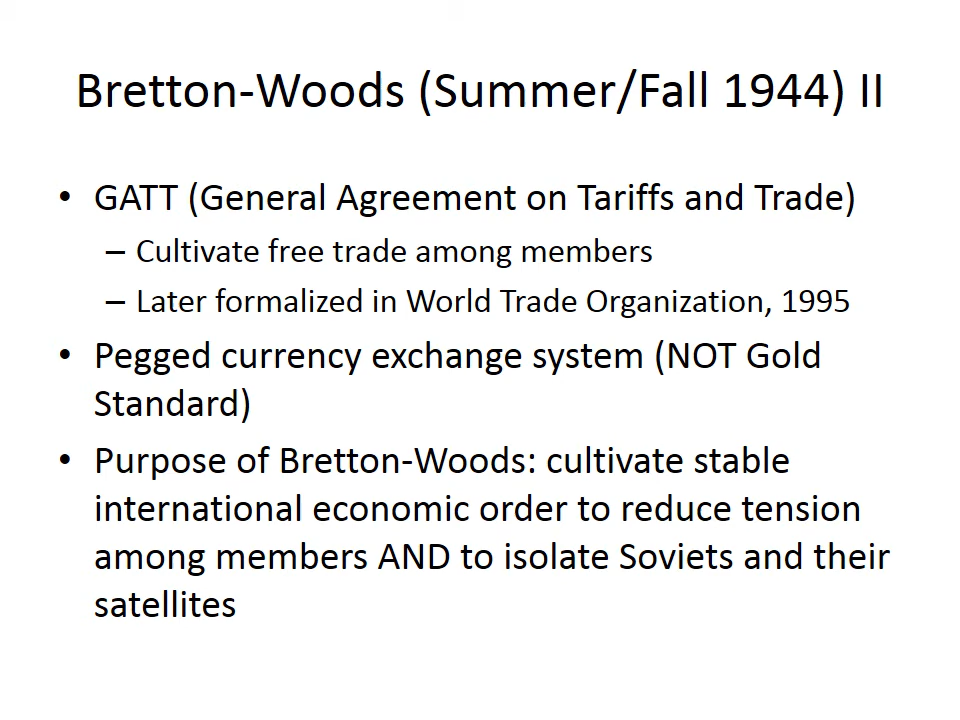 Bretton-Woods (Summer/Fall 1944) II
• GATT (General Agreement on Tariffs and Trade)
– Cultivate free trade among members
– Later formalized in World Trade Organization, 1995
• Pegged currency exchange system (NOT Gold
Standard)
• Purpose of Bretton-Woods: cultivate stable
international economic order to reduce tension
among members AND to isolate Soviets and their
satellites